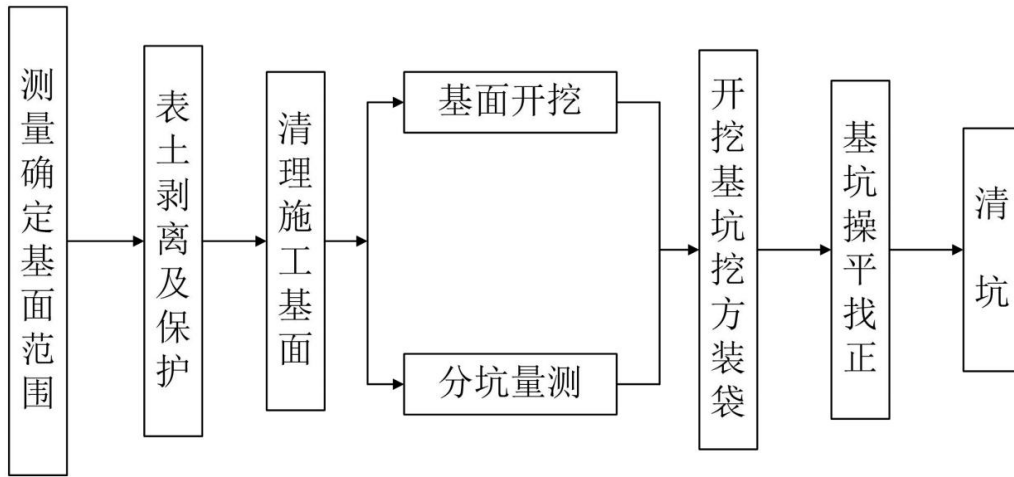 测量确定基面范围
表土剥离及保护
清理施工基面
基面开挖
分坑量测
开挖基坑挖方装袋
基坑操平找正
清坑